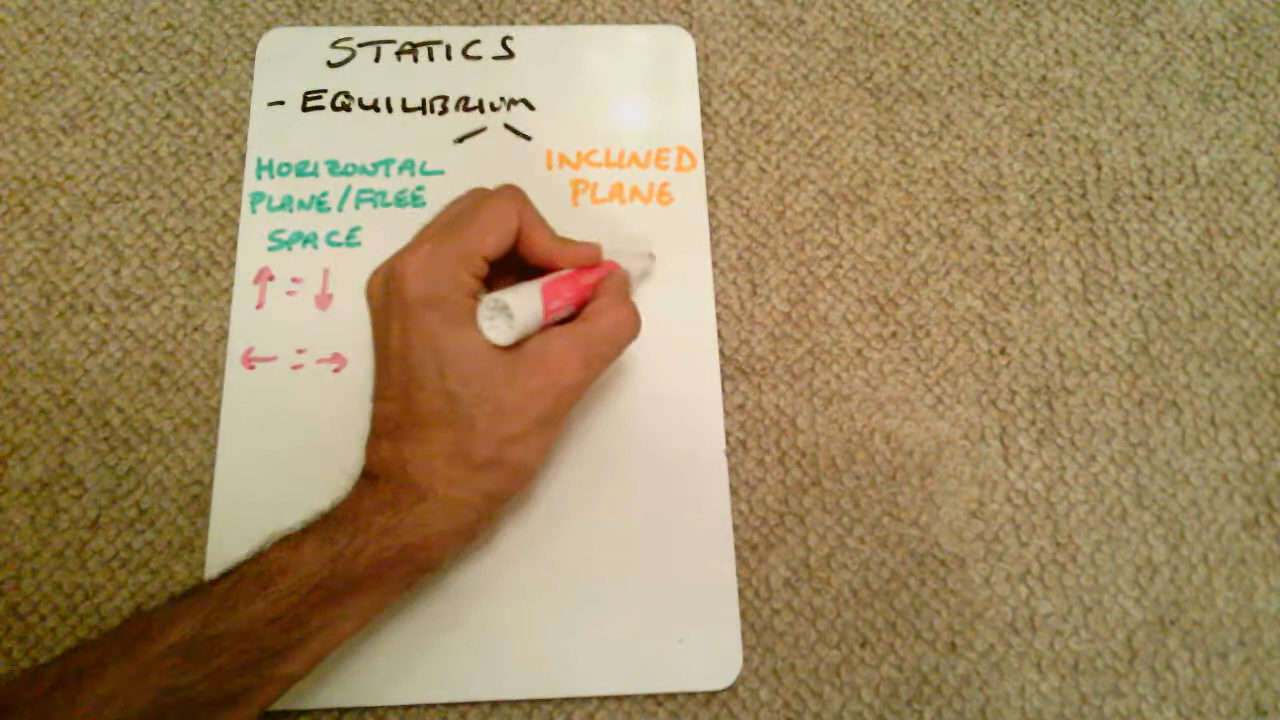 STATICS
- EQUILIBRIUM
HORIZONTAL
PLANE/FREE
SPACE
↑ = ↓
← = →
INCLINED
PLANE